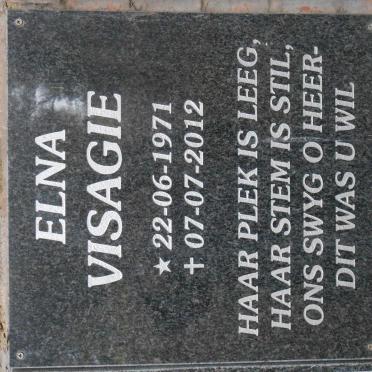 ELNA
VISAGIE
★ 22-06-1971
✝ 07-07-2012
HAAR PLEK IS LEEG,
HAAR STEM IS STIL,
ONS SWYG O HEER-
DIT WAS U WIL